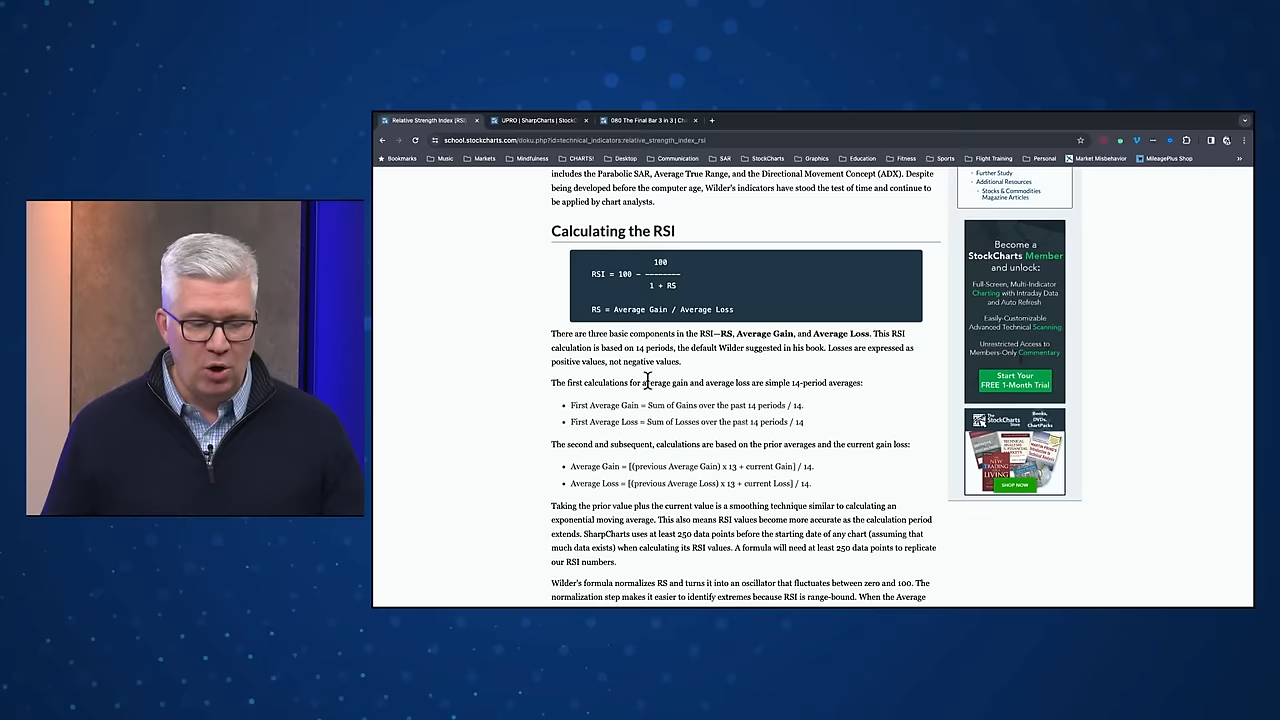 Relative Strength Index (RSI)
UPRO | SharpCharts | StockC
080 The Final Bar 3 in 3 | Ch
school.stockcharts.com/doku.php?id=technical_indicators:relative_strength_index_rsi
Bookmarks Music Markets Mindfulness CHARTS! Desktop Communication SAR StockCharts Graphics Education Fitness Sports Flight Training Personal Market Misbehavior MileagePlus Shop
includes the Parabolic SAR, Average True Range, and the Directional Movement Concept (ADX). Despite
being developed before the computer age, Wilder's indicators have stood the test of time and continue to
be applied by chart analysts.
Calculating the RSI
100
RSI = 100 - --------
1 + RS
RS = Average Gain / Average Loss
There are three basic components in the RSI—RS, Average Gain, and Average Loss. This RSI
calculation is based on 14 periods, the default Wilder suggested in his book. Losses are expressed as
positive values, not negative values.
The first calculations for average gain and average loss are simple 14-period averages:
• First Average Gain = Sum of Gains over the past 14 periods / 14.
• First Average Loss = Sum of Losses over the past 14 periods / 14
The second and subsequent, calculations are based on the prior averages and the current gain loss:
• Average Gain = [(previous Average Gain) x 13 + current Gain] / 14.
• Average Loss = [(previous Average Loss) x 13 + current Loss] / 14.
Taking the prior value plus the current value is a smoothing technique similar to calculating an
exponential moving average. This also means RSI values become more accurate as the calculation period
extends. SharpCharts uses at least 250 data points before the starting date of any chart (assuming that
much data exists) when calculating its RSI values. A formula will need at least 250 data points to replicate
our RSI numbers.
Wilder's formula normalizes RS and turns it into an oscillator that fluctuates between zero and 100. The
normalization step makes it easier to identify extremes because RSI is range-bound. When the Average
Further Study
Additional Resources
Stocks & Commodities
Magazine Articles
Become a
StockCharts Member
and unlock:
Full-Screen, Multi-Indicator
Charting with Intraday Data
and Auto Refresh
Easily-Customizable
Advanced Technical Scanning
Unrestricted Access to
Members-Only Commentary
Start Your
FREE 1-Month Trial
The StockCharts Store
Books,
DVDs,
ChartPacks
SHOP NOW